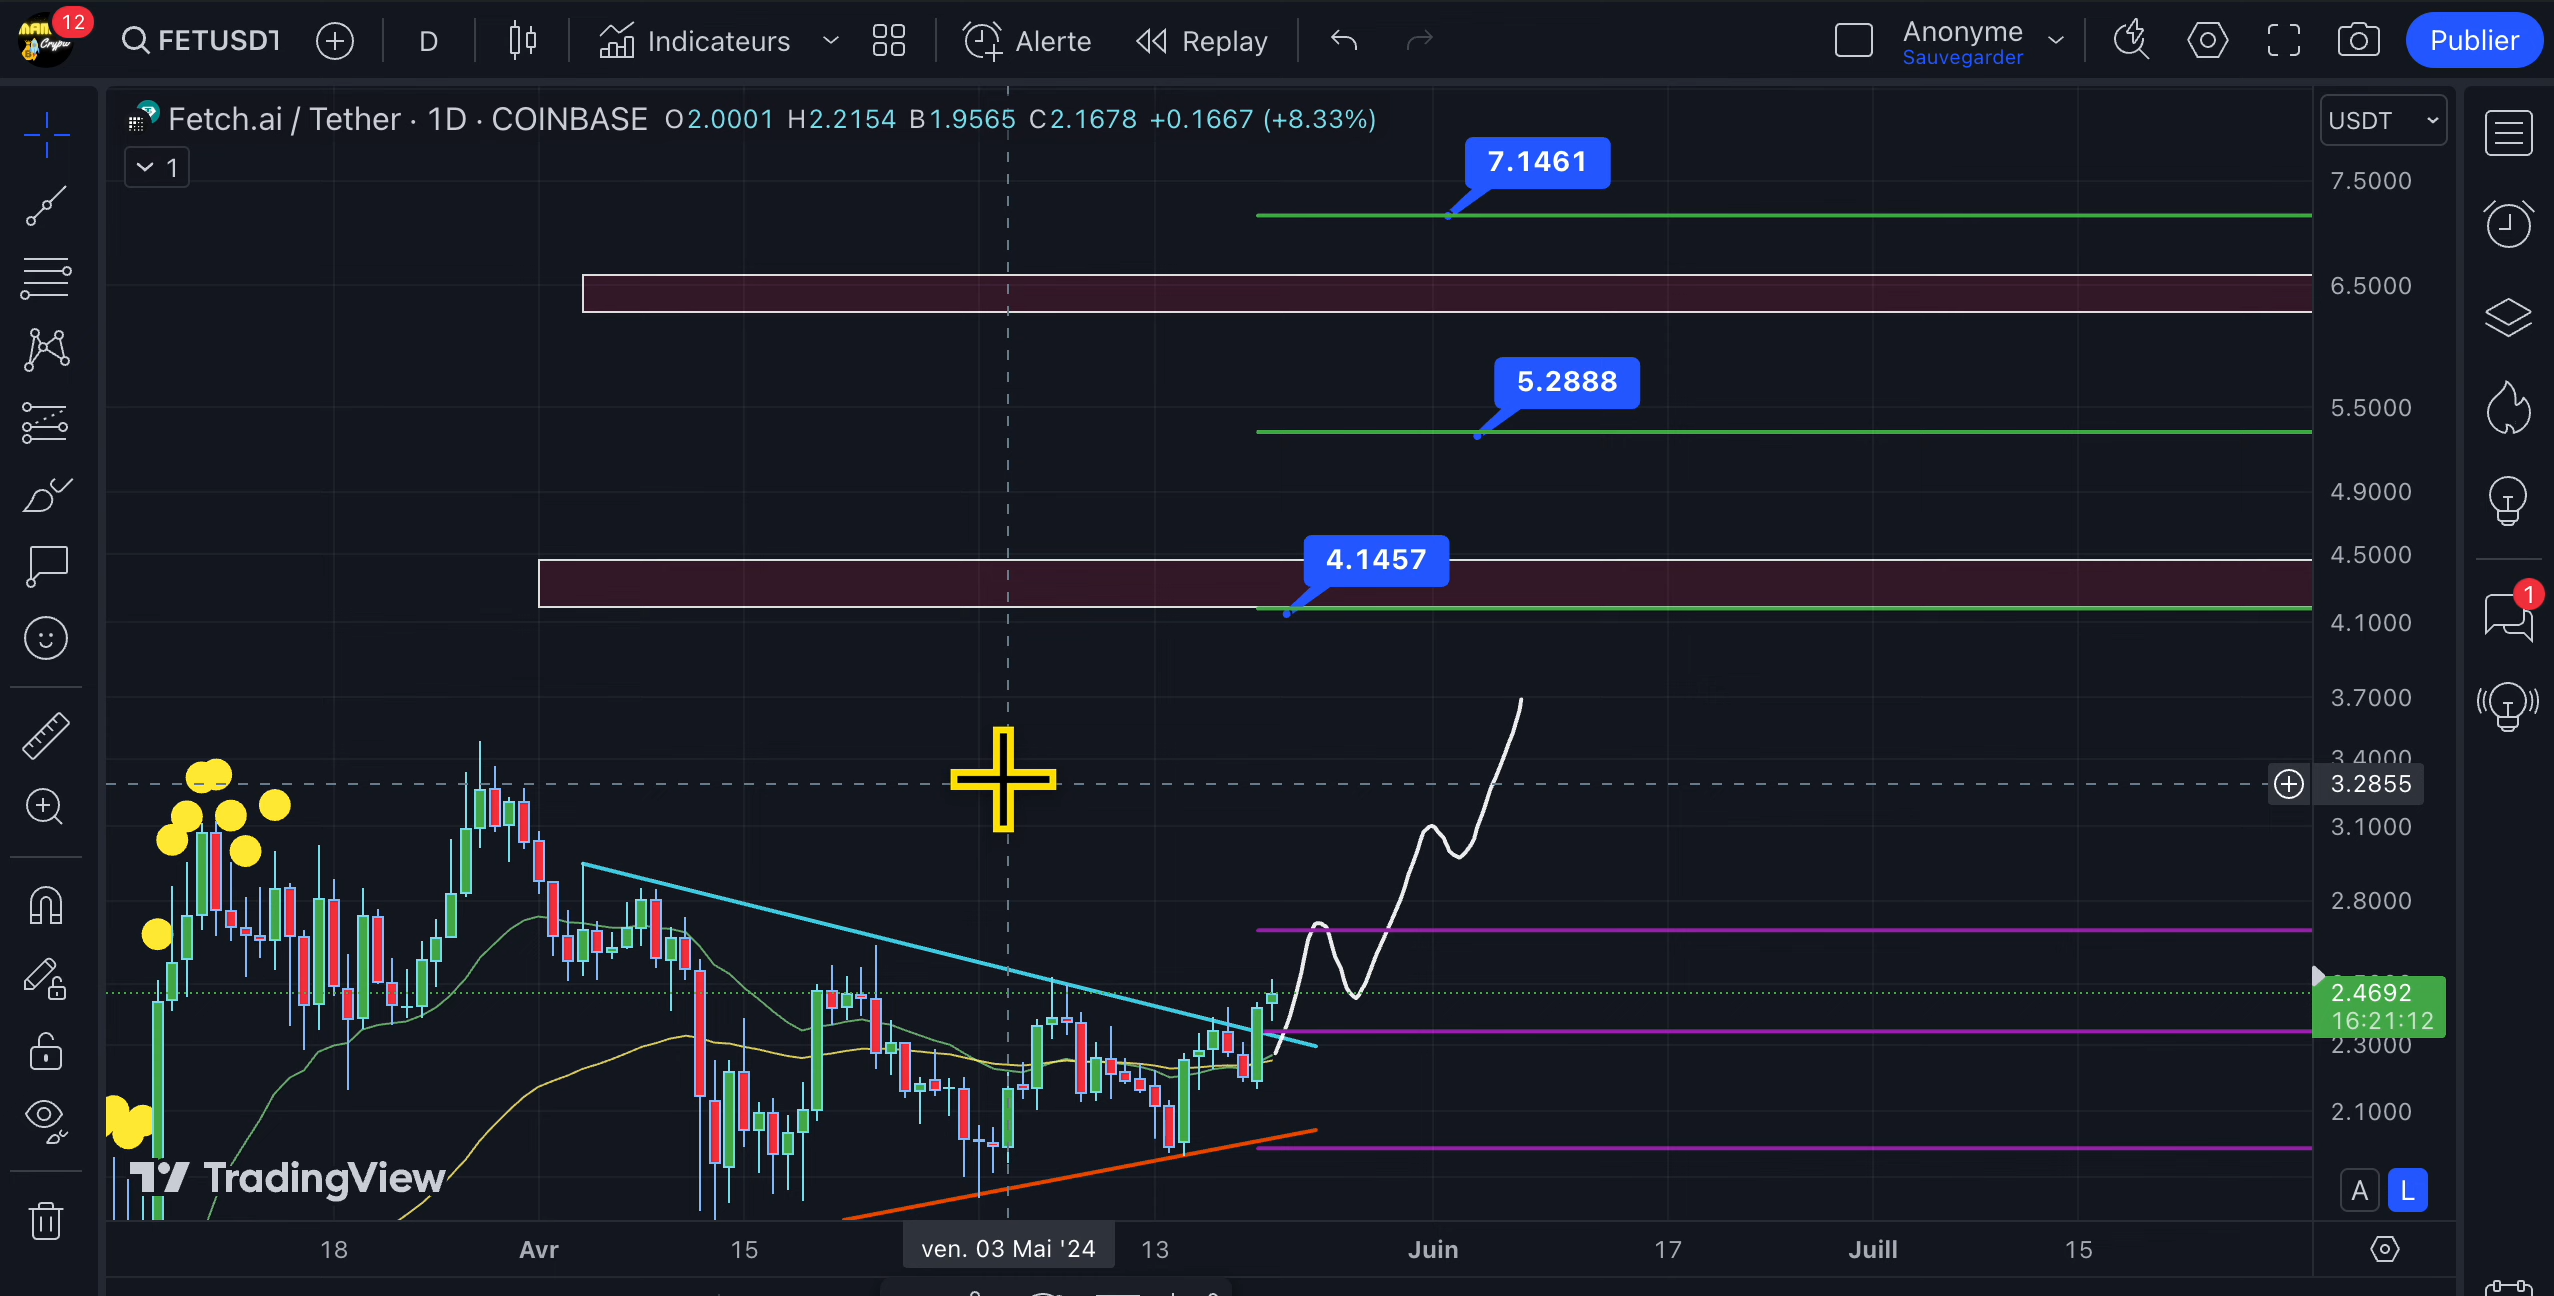 12
FETUSDT
D
Indicateurs
Alerte
Replay
Anonyme
Sauvegarder
Publier
Fetch.ai / Tether · 1D · COINBASE O2.0001 H2.2154 B1.9565 C2.1678 +0.1667 (+8.33%)
1
USDT
7.1461
7.5000
6.5000
5.2888
5.5000
4.9000
4.1457
4.5000
4.1000
1
3.7000
3.4000
3.2855
3.1000
2.8000
2.4692
16:21:12
2.3000
2.1000
TradingView
A
L
18
Avr
15
ven. 03 Mai '24
13
Juin
17
Juill
15